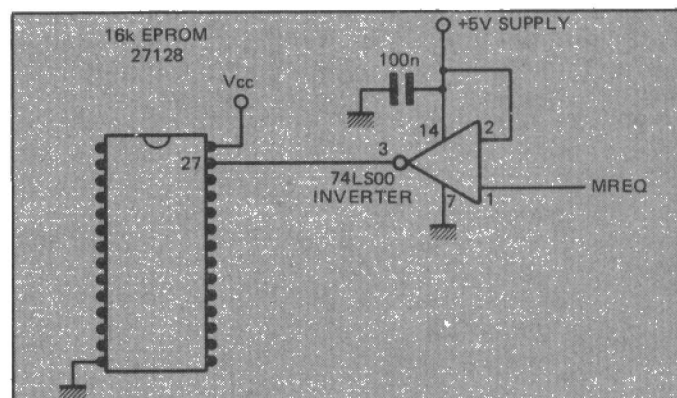 16k EPROM
27128
+5V SUPPLY
100n
Vcc
14
2
3
27
74LS00
INVERTER
7
1
MREQ